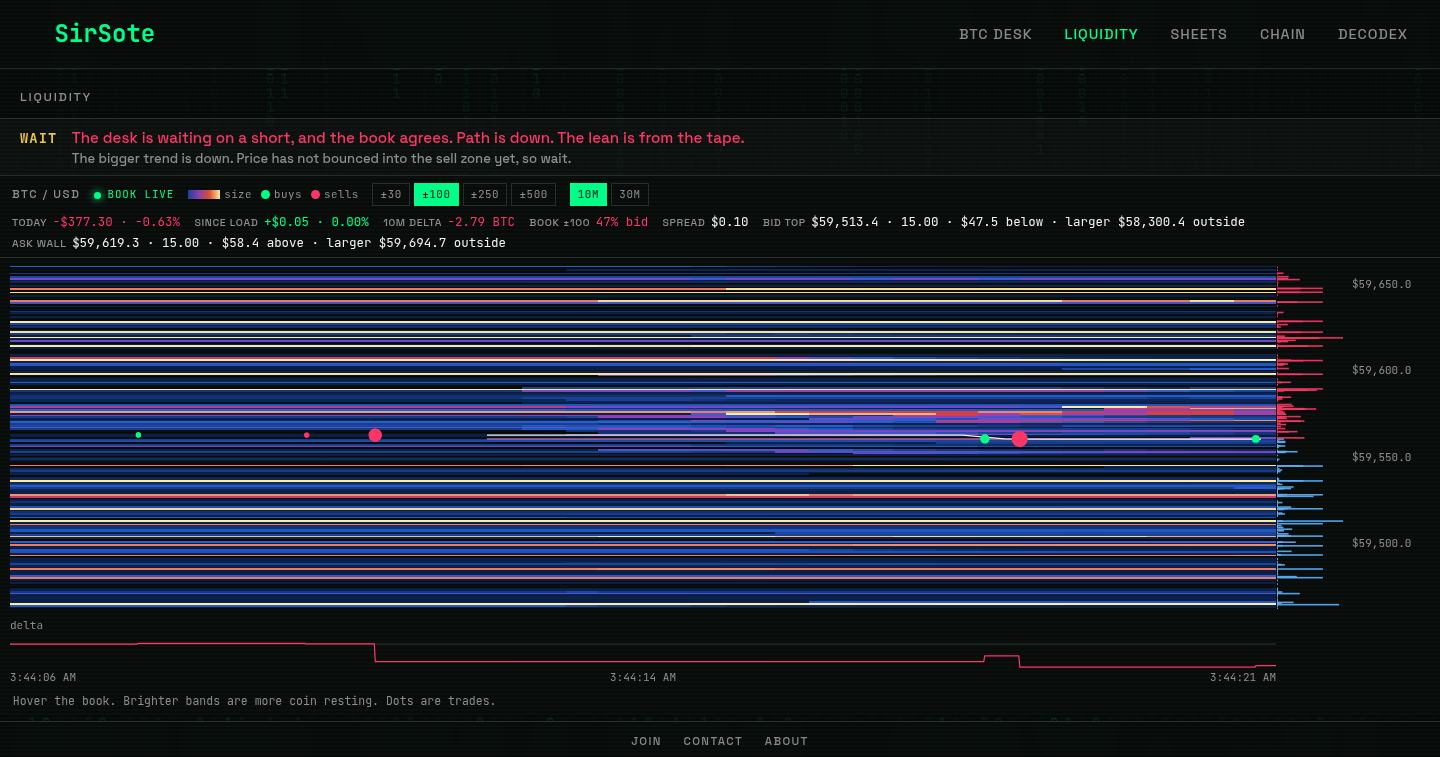 SirSote
BTC DESK LIQUIDITY SHEETS CHAIN DECODEX
LIQUIDITY
WAIT The desk is waiting on a short, and the book agrees. Path is down. The lean is from the tape.
The bigger trend is down. Price has not bounced into the sell zone yet, so wait.
BTC / USD BOOK LIVE size buys sells ±30 ±100 ±250 ±500 10M 30M
TODAY -$377.30 · -0.63% SINCE LOAD +$0.05 · 0.00% 10M DELTA -2.79 BTC BOOK ±100 47% bid SPREAD $0.10 BID TOP $59,513.4 · 15.00 · $47.5 below · larger $58,300.4 outside
ASK WALL $59,619.3 · 15.00 · $58.4 above · larger $59,694.7 outside
$59,650.0
$59,600.0
$59,550.0
$59,500.0
delta
3:44:06 AM 3:44:14 AM 3:44:21 AM
Hover the book. Brighter bands are more coin resting. Dots are trades.
JOIN CONTACT ABOUT